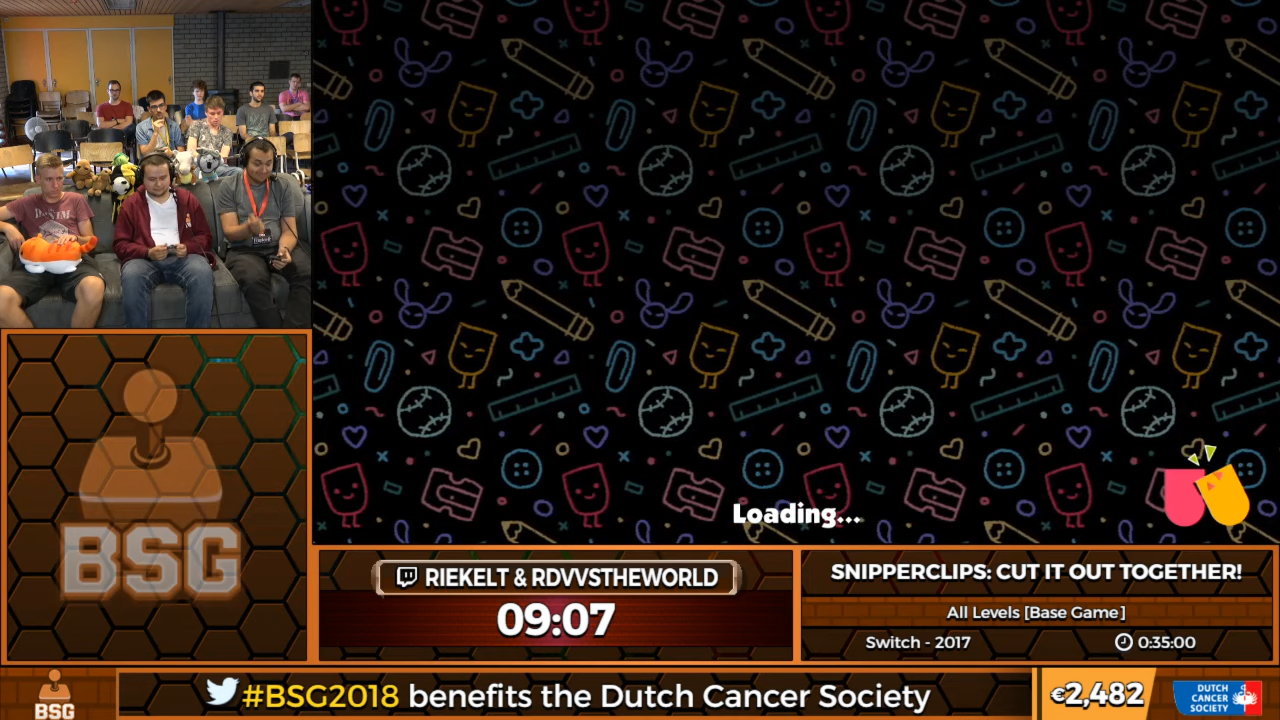 Loading...
BSG
RIEKELT & RDVVSTHEWORLD
09:07
SNIPPERCLIPS: CUT IT OUT TOGETHER!
All Levels [Base Game]
Switch - 2017
0:35:00
BSG
#BSG2018 benefits the Dutch Cancer Society
€2,482
DUTCH
CANCER
SOCIETY